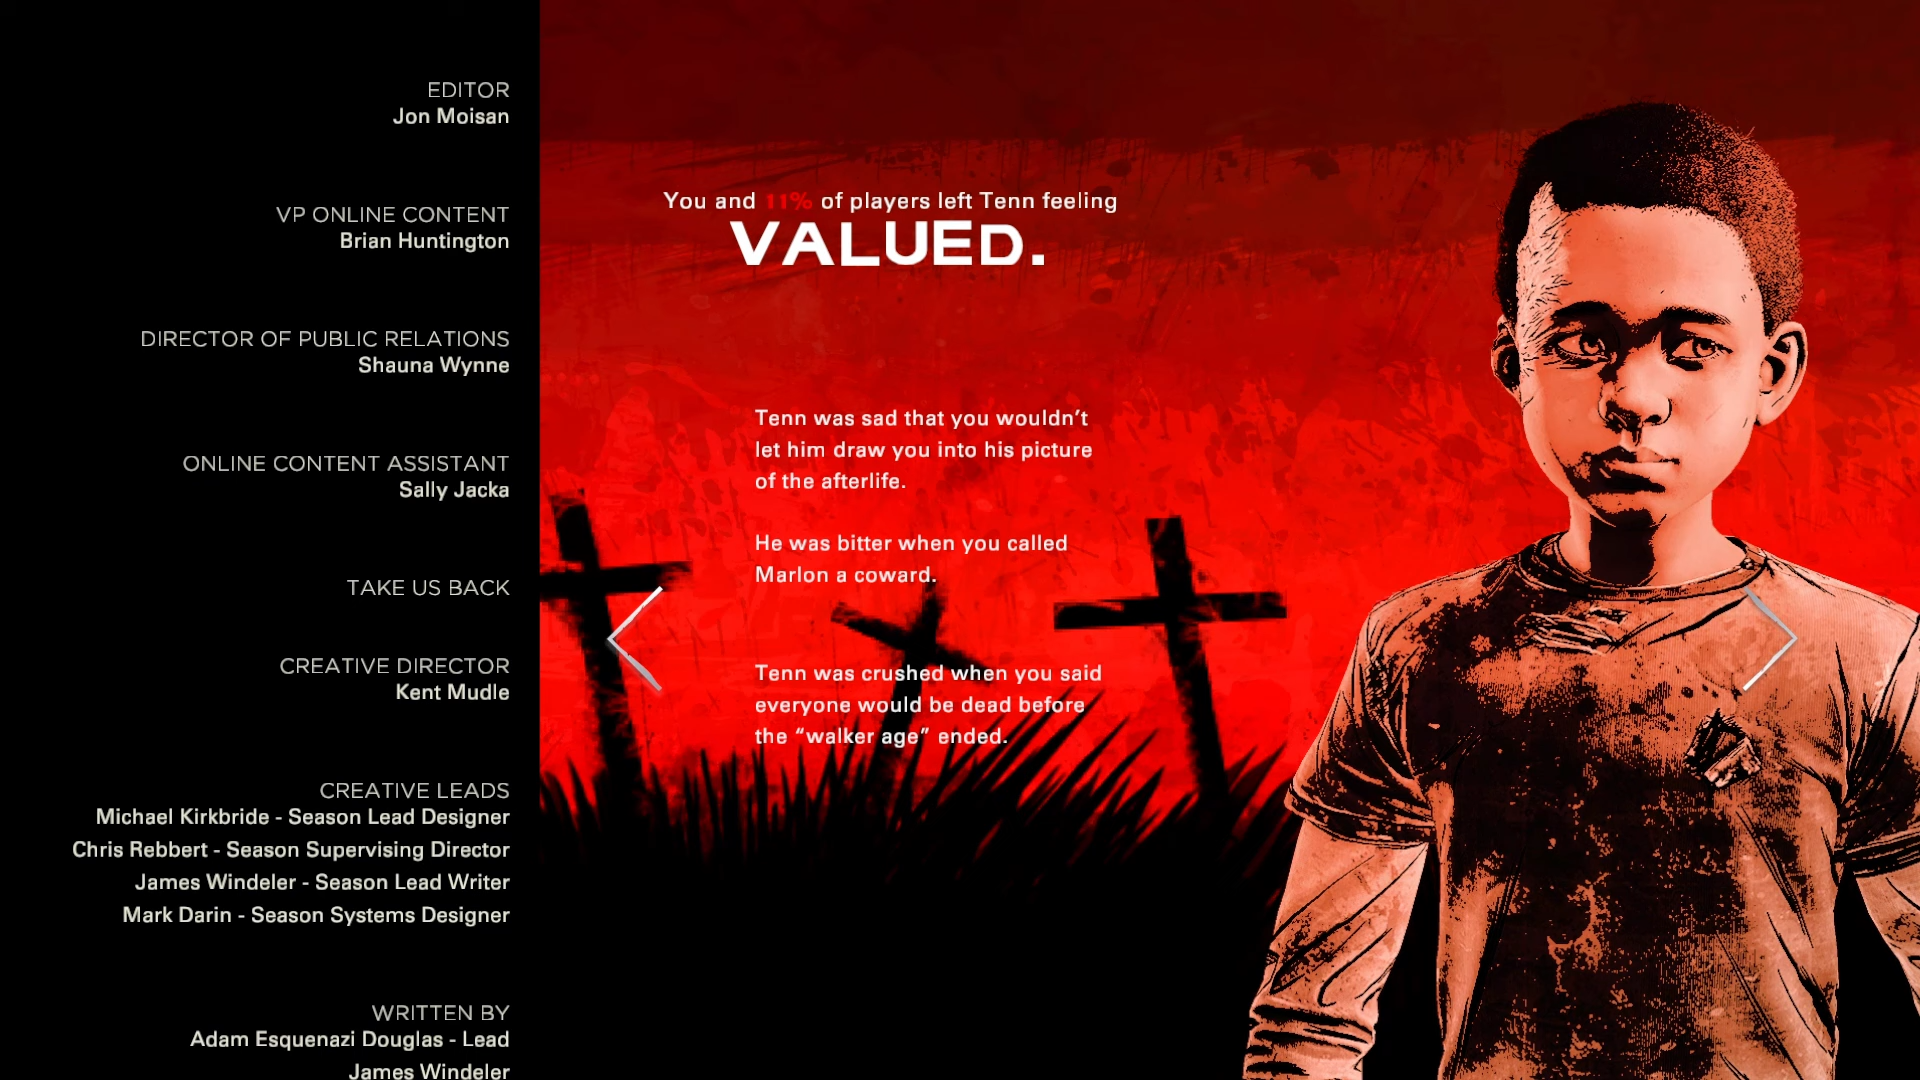 EDITOR
Jon Moisan
VP ONLINE CONTENT
Brian Huntington
DIRECTOR OF PUBLIC RELATIONS
Shauna Wynne
ONLINE CONTENT ASSISTANT
Sally Jacka
TAKE US BACK
CREATIVE DIRECTOR
Kent Mudle
CREATIVE LEADS
Michael Kirkbride - Season Lead Designer
Chris Rebbert - Season Supervising Director
James Windeler - Season Lead Writer
Mark Darin - Season Systems Designer
WRITTEN BY
Adam Esquenazi Douglas - Lead
James Windeler
You and 11% of players left Tenn feeling
VALUED.
Tenn was sad that you wouldn’t
let him draw you into his picture
of the afterlife.
He was bitter when you called
Marlon a coward.
Tenn was crushed when you said
everyone would be dead before
the “walker age” ended.